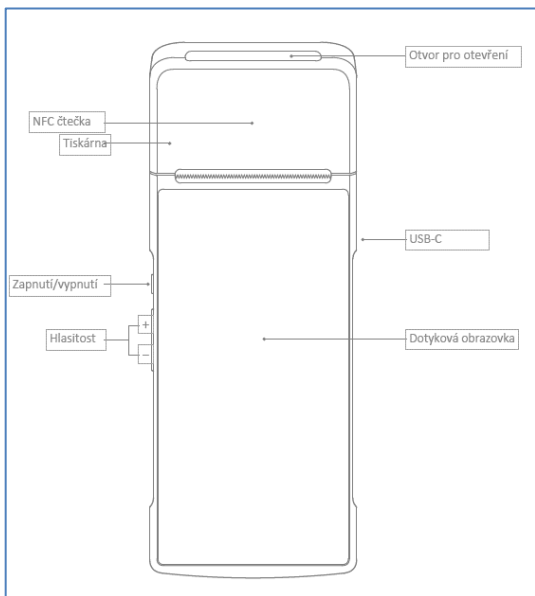 Otvor pro otevření
NFC čtečka
Tiskárna
USB-C
Zapnutí/vypnutí
+
Hlasitost
−
Dotyková obrazovka